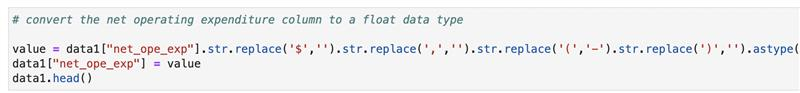 # convert the net operating expenditure column to a float data type
value = data1["net_ope_exp"].str.replace('$','').str.replace(',','').str.replace('(','-').str.replace(')','').astype(
data1["net_ope_exp"] = value
data1.head()